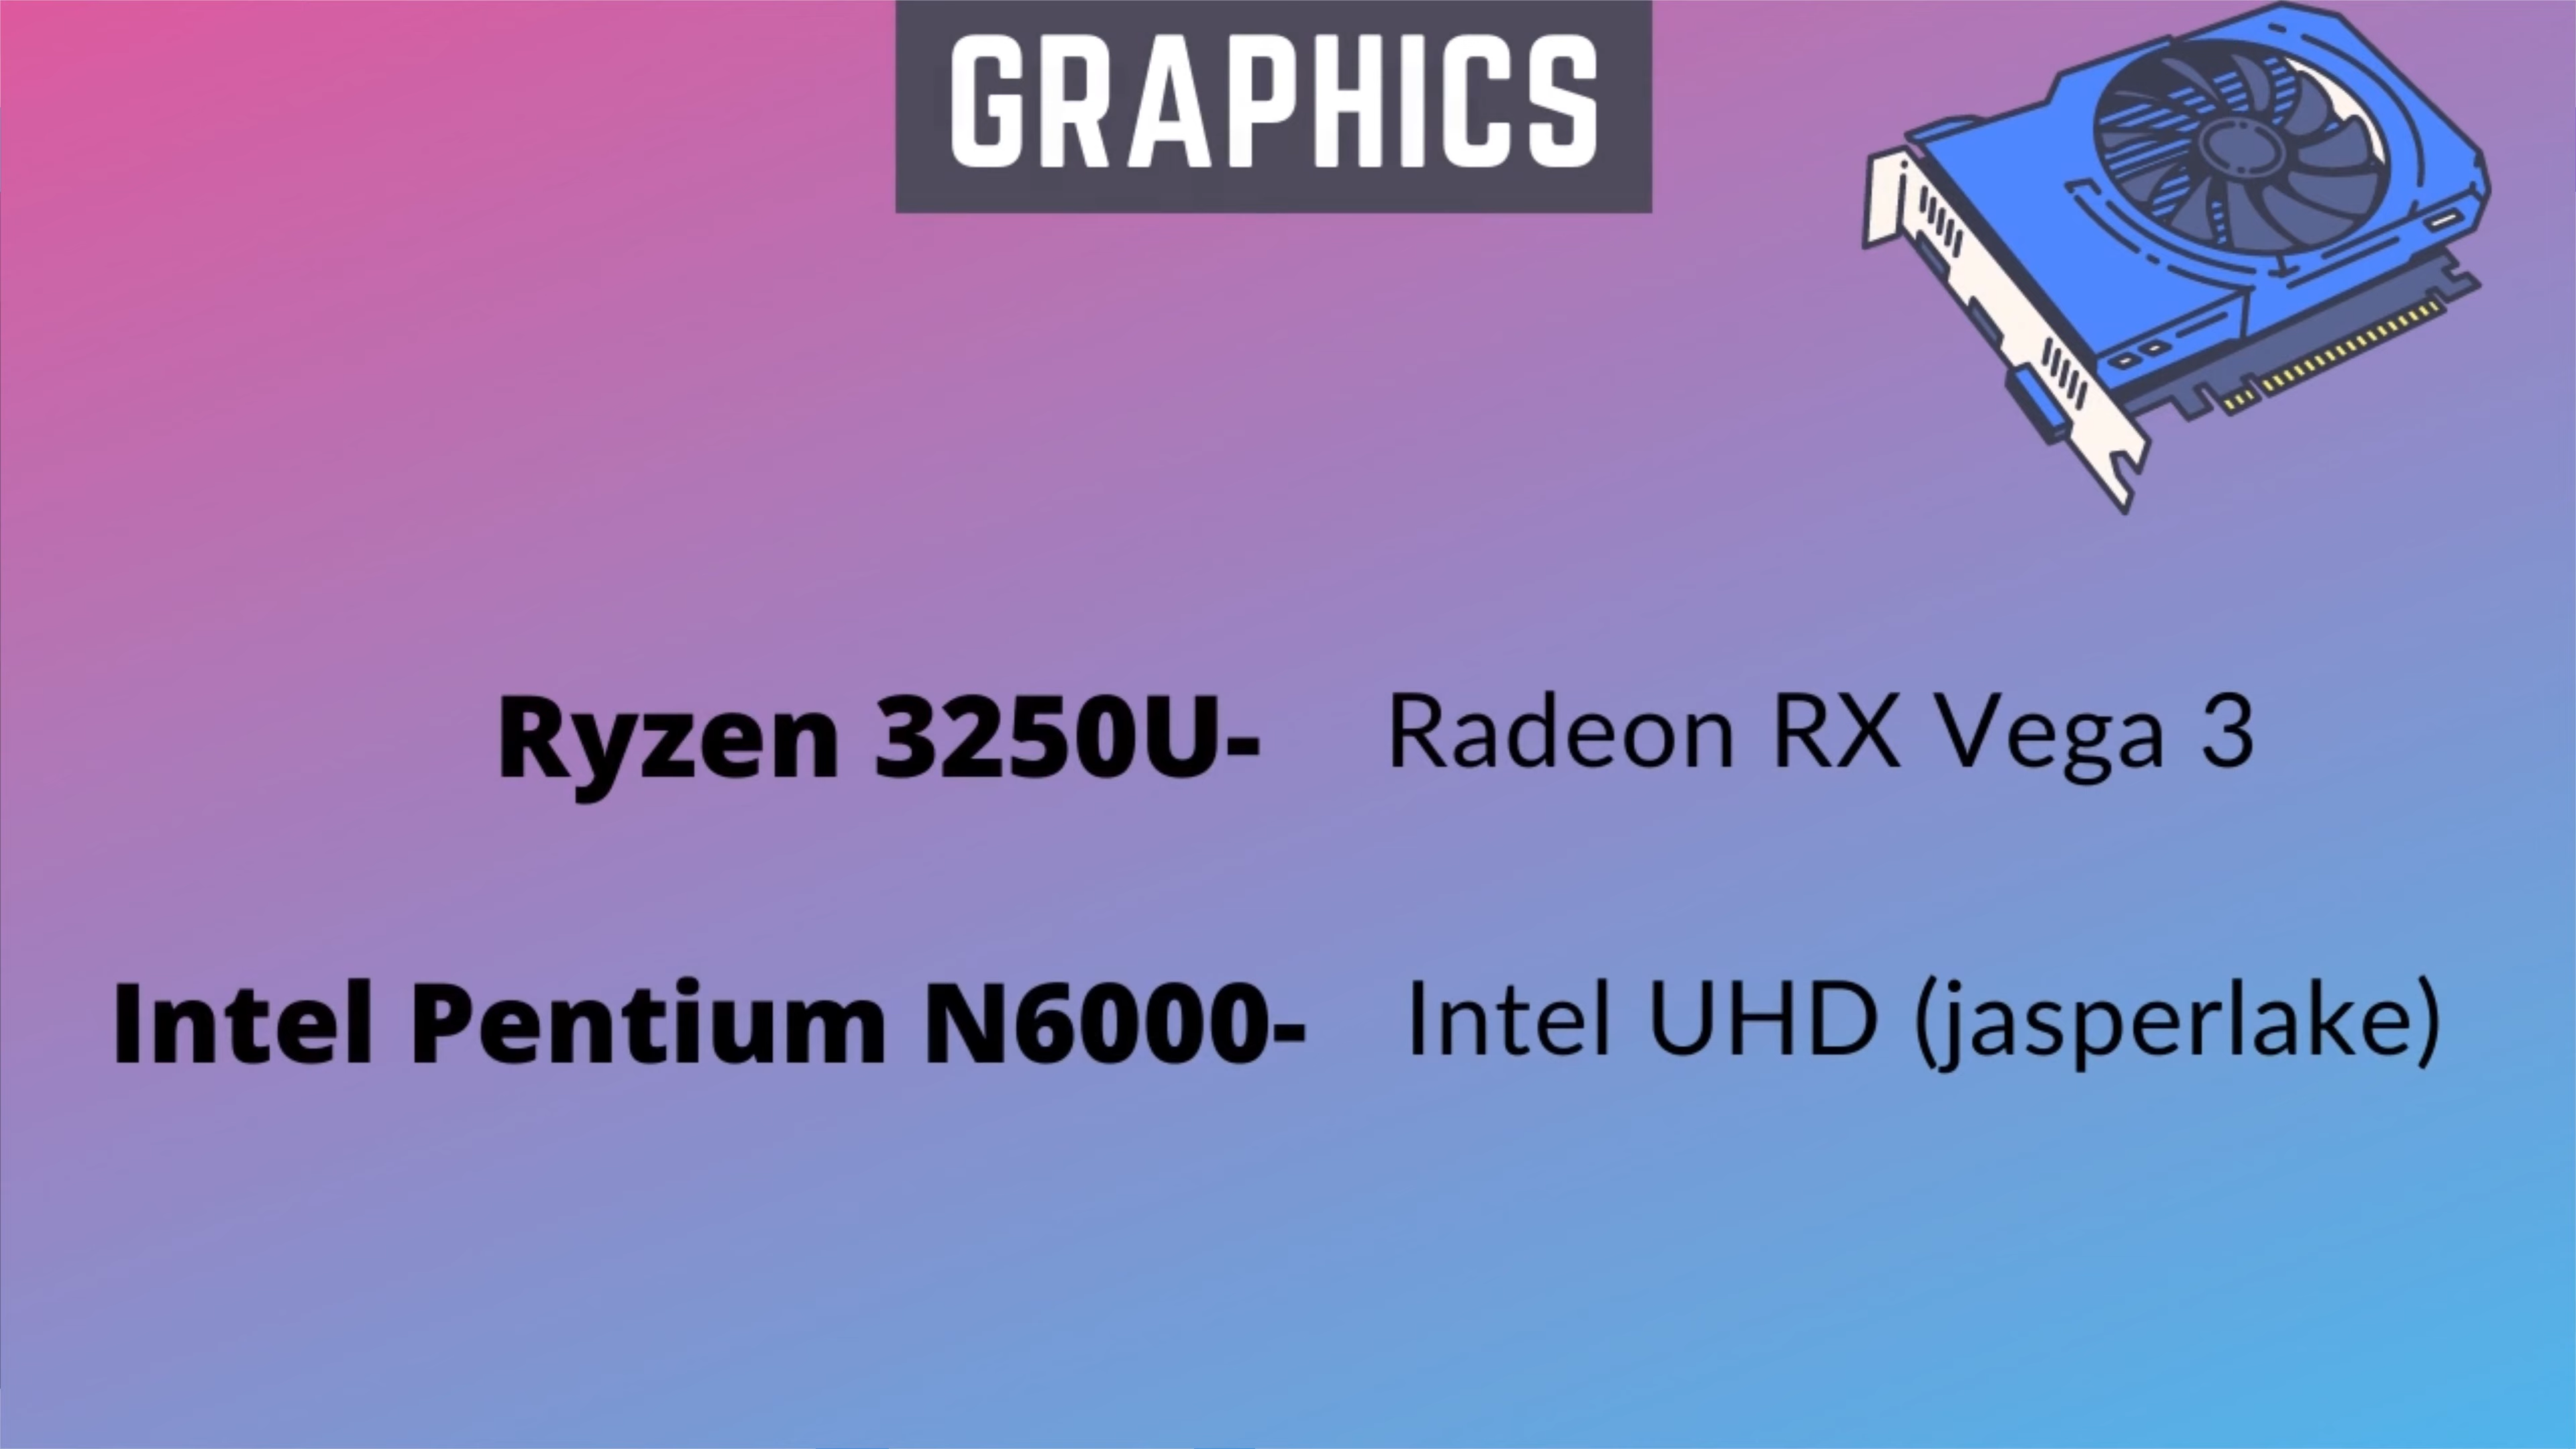 GRAPHICS
Ryzen 3250U- Radeon RX Vega 3
Intel Pentium N6000- Intel UHD (jasperlake)